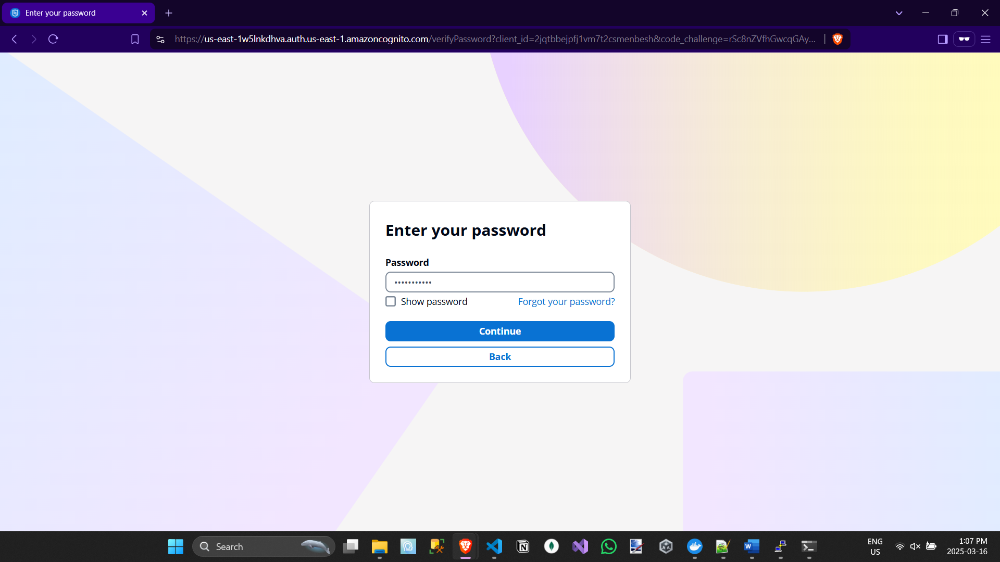 Enter your password
https://us-east-1w5lnkdhva.auth.us-east-1.amazoncognito.com/verifyPassword?client_id=2jqtbbejpfj1vm7t2csmenbesh&code_challenge=rSc8nZVfhGwcqGAy...
Enter your password
Password
•••••••••••
Show password
Forgot your password?
Continue
Back
Search
ENG
US
1:07 PM
2025-03-16